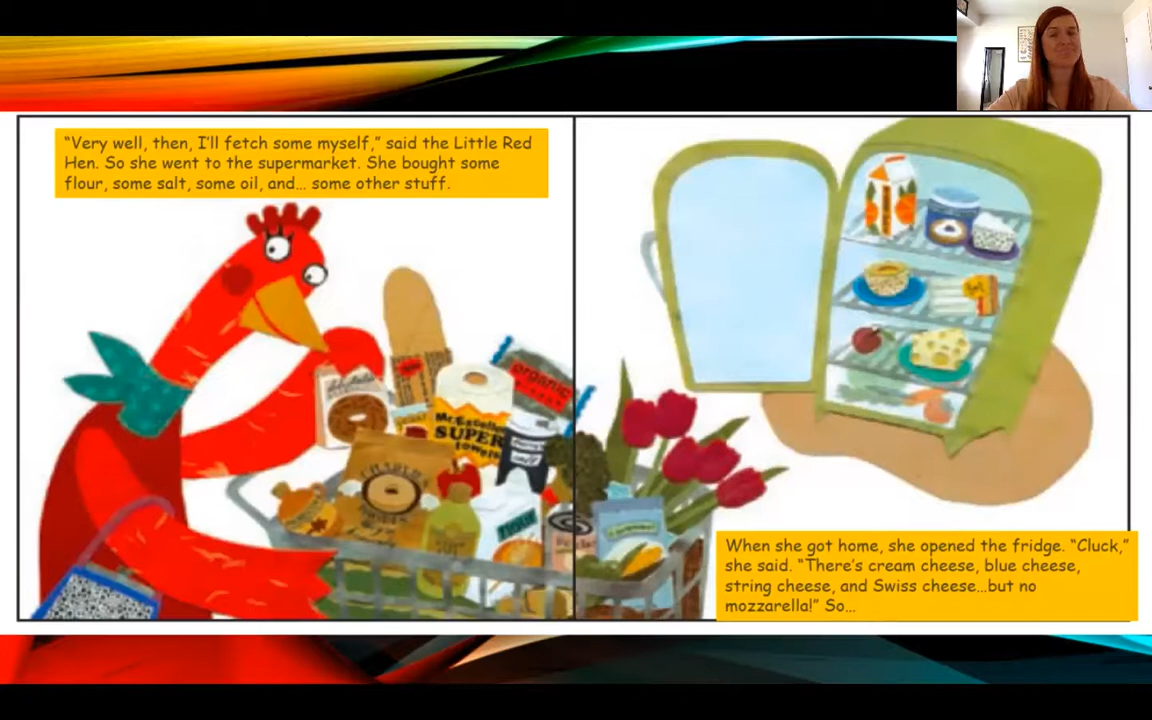 “Very well, then, I’ll fetch some myself,” said the Little Red
Hen. So she went to the supermarket. She bought some
flour, some salt, some oil, and… some other stuff.
organic
SUPER
towels
CHARLIE
FLOUR
When she got home, she opened the fridge. “Cluck,”
she said. “There’s cream cheese, blue cheese,
string cheese, and Swiss cheese…but no
mozzarella!” So…